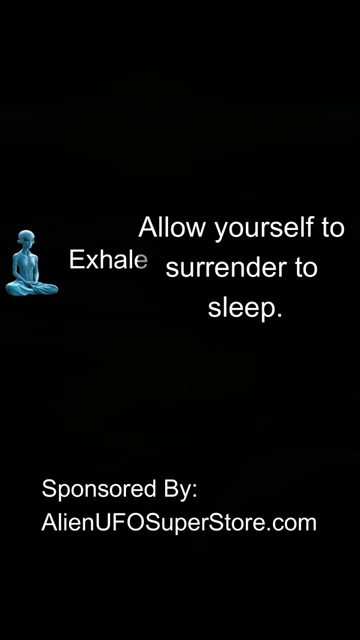 Exhale
Allow yourself to
surrender to
sleep.
Sponsored By:
AlienUFOSuperStore.com